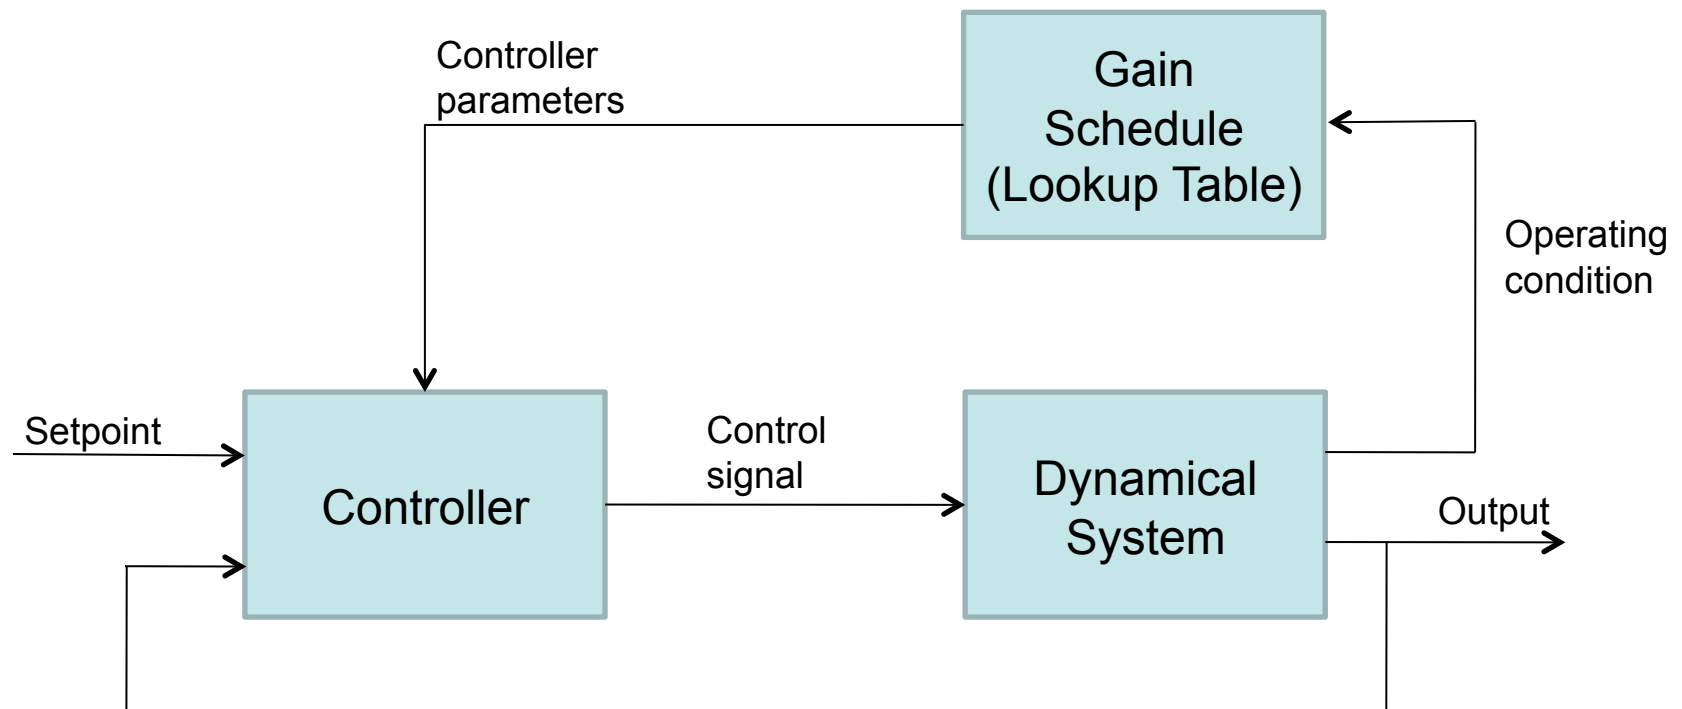 Controller
parameters
Gain
Schedule
(Lookup Table)
Operating
condition
Setpoint
Controller
Control
signal
Dynamical
System
Output